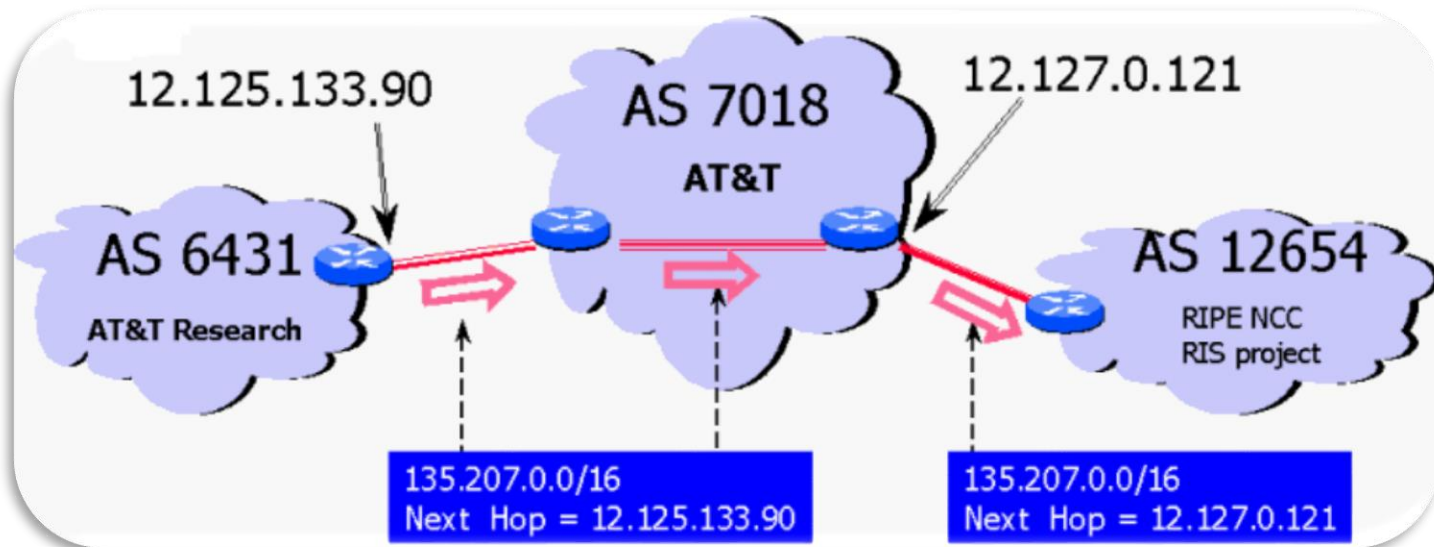 12.125.133.90
AS 7018
AT&T
12.127.0.121
AS 6431
AT&T Research
AS 12654
RIPE NCC
RIS project
135.207.0.0/16
Next Hop = 12.125.133.90
135.207.0.0/16
Next Hop = 12.127.0.121